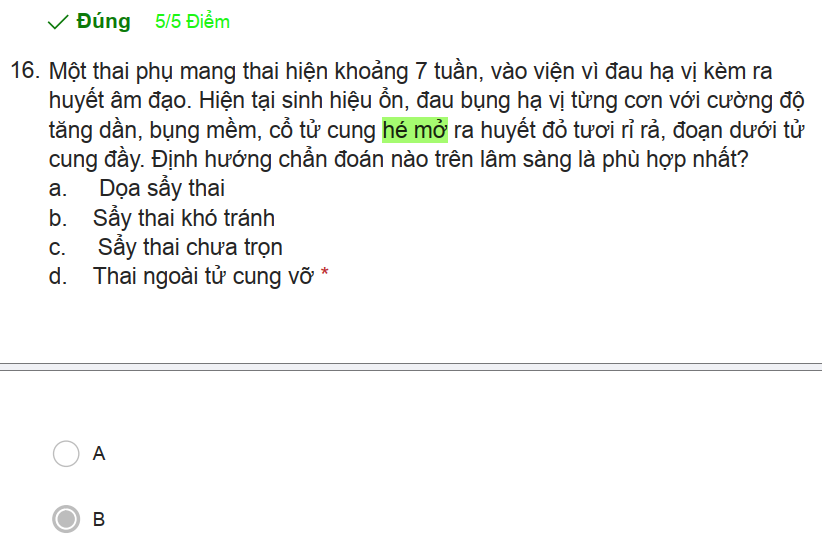 Đúng 5/5 Điểm
16. Một thai phụ mang thai hiện khoảng 7 tuần, vào viện vì đau hạ vị kèm ra
huyết âm đạo. Hiện tại sinh hiệu ổn, đau bụng hạ vị từng cơn với cường độ
tăng dần, bụng mềm, cổ tử cung hé mở ra huyết đỏ tươi rỉ rả, đoạn dưới tử
cung đầy. Định hướng chẩn đoán nào trên lâm sàng là phù hợp nhất?
a. Dọa sẩy thai
b. Sẩy thai khó tránh
c. Sẩy thai chưa trọn
d. Thai ngoài tử cung vỡ *
A
B